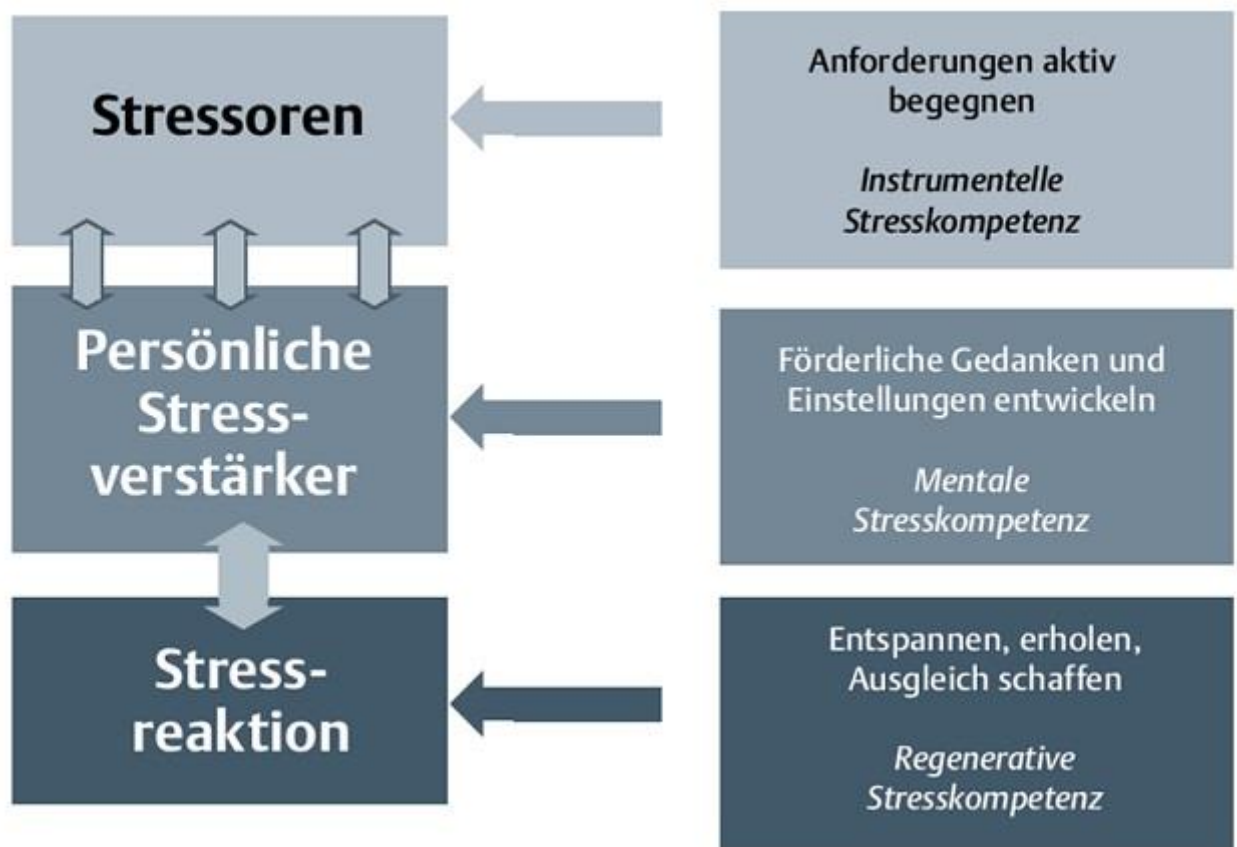 Stressoren
Anforderungen aktiv
begegnen
Instrumentelle
Stresskompetenz
Persönliche
Stress-
verstärker
Förderliche Gedanken und
Einstellungen entwickeln
Mentale
Stresskompetenz
Stress-
reaktion
Entspannen, erholen,
Ausgleich schaffen
Regenerative
Stresskompetenz